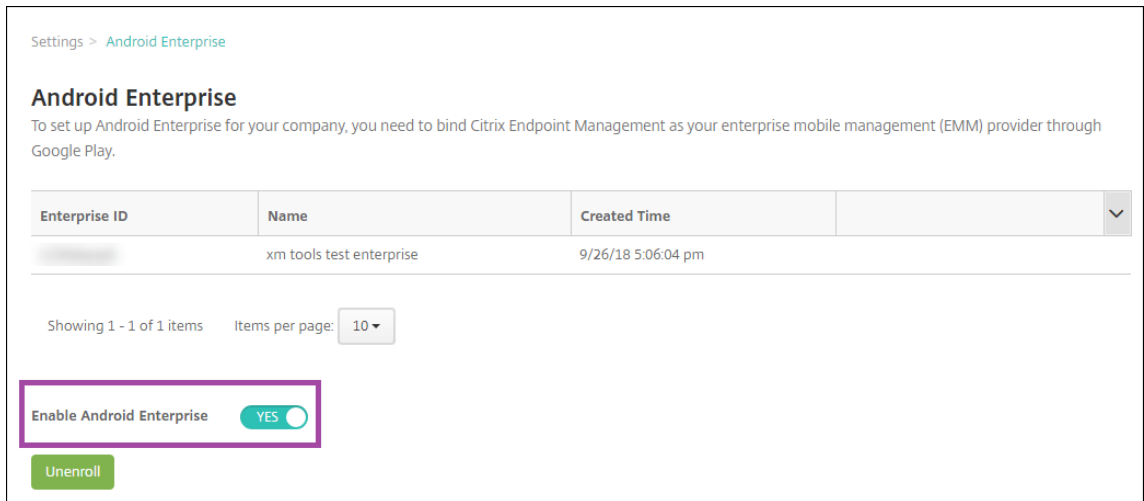 Settings > Android Enterprise
Android Enterprise
To set up Android Enterprise for your company, you need to bind Citrix Endpoint Management as your enterprise mobile management (EMM) provider through
Google Play.
Enterprise ID Name Created Time
xm tools test enterprise 9/26/18 5:06:04 pm
Showing 1 - 1 of 1 items Items per page: 10
Enable Android Enterprise YES
Unenroll